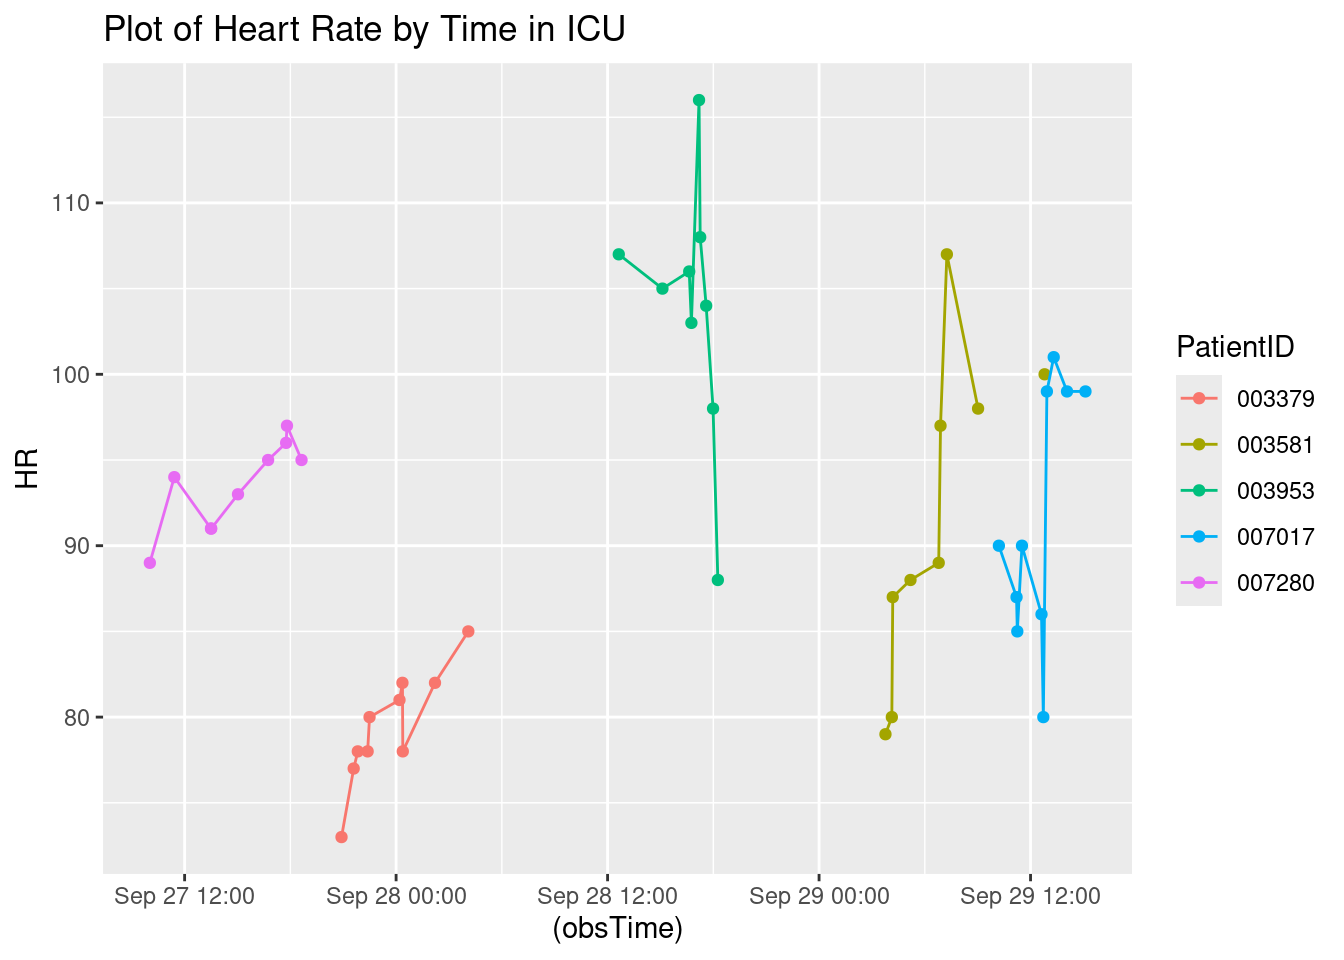 Plot of Heart Rate by Time in ICU
110
100
90
80
HR
Sep 27 12:00
Sep 28 00:00
Sep 28 12:00
Sep 29 00:00
Sep 29 12:00
(obsTime)
PatientID
003379
003581
003953
007017
007280